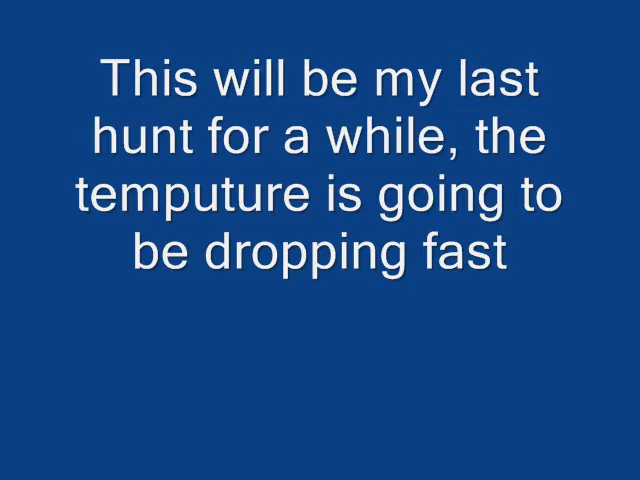 This will be my last
hunt for a while, the
temputure is going to
be dropping fast